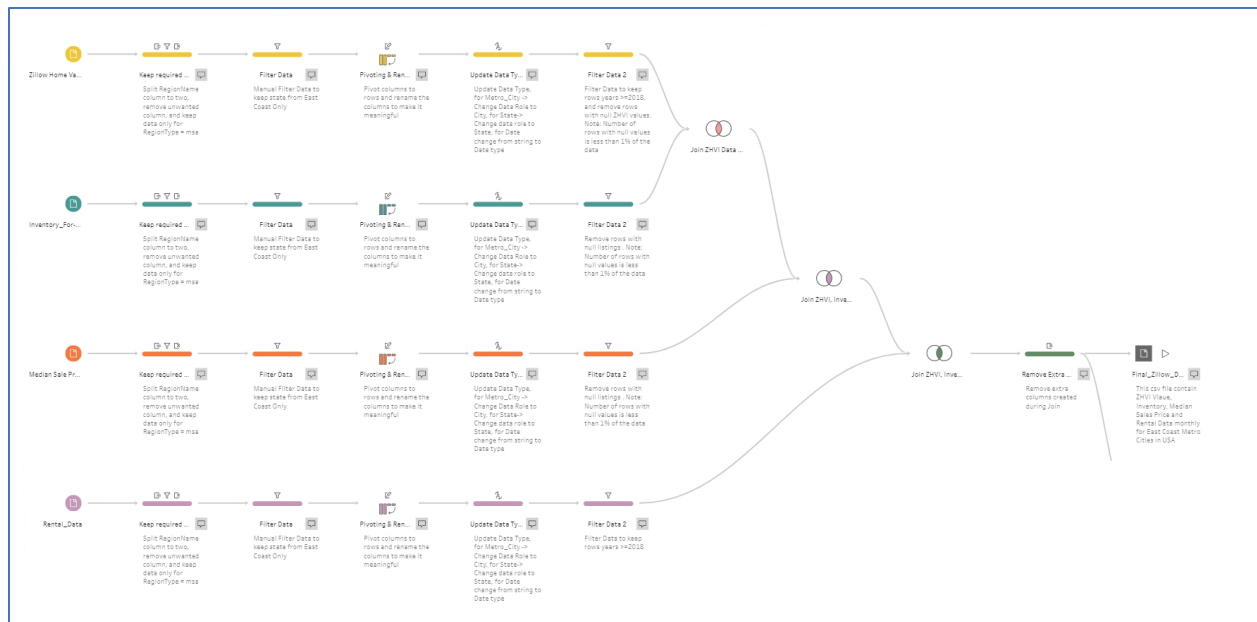 Zillow Home Va...
Keep required ...
Split RegionName
column to two,
remove unwanted
column, and keep
data only for
RegionType = msa
Filter Data
Manual Filter Data to
keep state from East
Coast Only
Pivoting & Ren...
Pivot columns to
rows and rename the
columns to make it
meaningful
Update Data Ty...
Update Data Type,
for Metro_City ->
Change Data Role to
City, for State->
Change data role to
State, for Date
change from string to
Date type
Filter Data 2
Filter Data to keep
rows years >=2018,
and remove rows
with null ZHVI values.
Note: Number of
rows with null values
is less than 1% of the
data
Join ZHVI Data ...
Inventory_For-...
Keep required ...
Split RegionName
column to two,
remove unwanted
column, and keep
data only for
RegionType = msa
Filter Data
Manual Filter Data to
keep state from East
Coast Only
Pivoting & Ren...
Pivot columns to
rows and rename the
columns to make it
meaningful
Update Data Ty...
Update Data Type,
for Metro_City ->
Change Data Role to
City, for State->
Change data role to
State, for Date
change from string to
Date type
Filter Data 2
Remove rows with
null listings . Note:
Number of rows with
null values is less
than 1% of the data
Join ZHVI, Inve...
Median Sale Pr...
Keep required ...
Split RegionName
column to two,
remove unwanted
column, and keep
data only for
RegionType = msa
Filter Data
Manual Filter Data to
keep state from East
Coast Only
Pivoting & Ren...
Pivot columns to
rows and rename the
columns to make it
meaningful
Update Data Ty...
Update Data Type,
for Metro_City ->
Change Data Role to
City, for State->
Change data role to
State, for Date
change from string to
Date type
Filter Data 2
Remove rows with
null listings . Note:
Number of rows with
null values is less
than 1% of the data
Join ZHVI, Inve...
Remove Extra ...
Remove extra
columns created
during Join
Final_Zillow_D...
This csv file contain
ZHVI Vlaue,
Inventory, Median
Sales Price and
Rental Data monthly
for East Coast Metro
Cities in USA
Rental_Data
Keep required ...
Split RegionName
column to two,
remove unwanted
column, and keep
data only for
RegionType = msa
Filter Data
Manual Filter Data to
keep state from East
Coast Only
Pivoting & Ren...
Pivot columns to
rows and rename the
columns to make it
meaningful
Update Data Ty...
Update Data Type,
for Metro_City ->
Change Data Role to
City, for State->
Change data role to
State, for Date
change from string to
Date type
Filter Data 2
Filter Data to keep
rows years >=2018